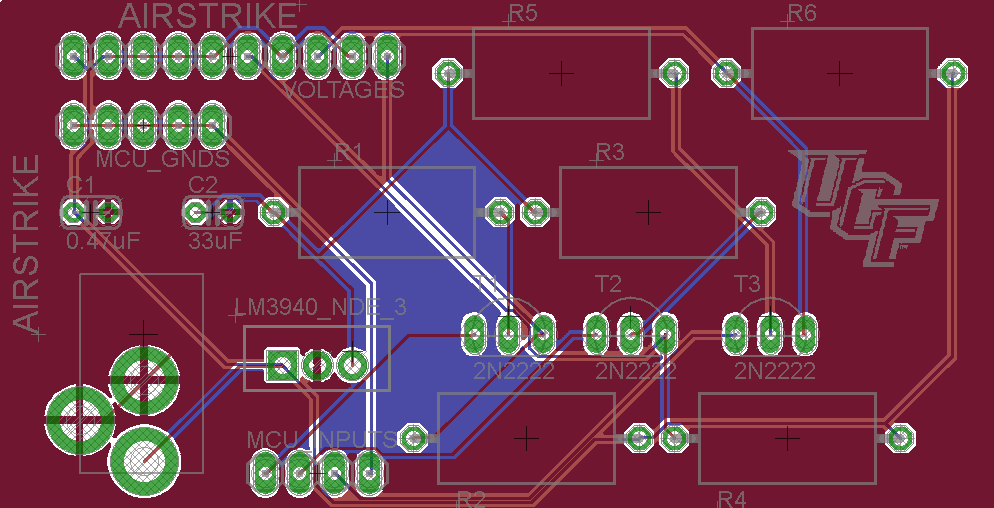 AIRSTRIKE
R5
R6
VOLTAGES
MCU_GNDS
R1
R3
C1
C2
0.47uF
33uF
AIRSTRIKE
UCF
LM3940_NDE_3
T1
T2
T3
2N2222
2N2222
2N2222
MCU_INPUTS
R2
R4